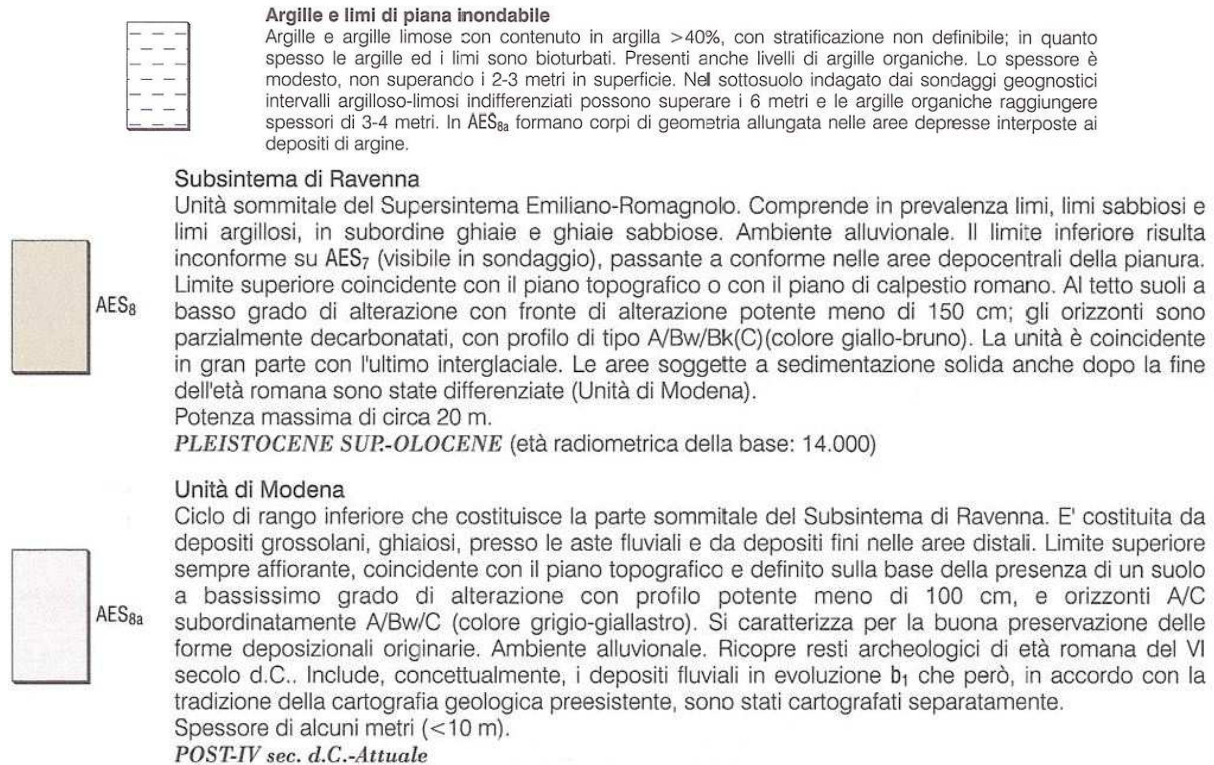 Argille e limi di piana inondabile
Argille e argille limose con contenuto in argilla >40%, con stratificazione non definibile; in quanto
spesso le argille ed i limi sono bioturbati. Presenti anche livelli di argille organiche. Lo spessore è
modesto, non superando i 2-3 metri in superficie. Nel sottosuolo indagato dai sondaggi geognostici
intervalli argilloso-limosi indifferenziati possono superare i 6 metri e le argille organiche raggiungere
spessori di 3-4 metri. In AES8a formano corpi di geometria allungata nelle aree depresse interposte ai
depositi di argine.
Subsintema di Ravenna
Unità sommitale del Supersintema Emiliano-Romagnolo. Comprende in prevalenza limi, limi sabbiosi e
limi argillosi, in subordine ghiaie e ghiaie sabbiose. Ambiente alluvionale. Il limite inferiore risulta
inconforme su AES7 (visibile in sondaggio), passante a conforme nelle aree depocentrali della pianura.
Limite superiore coincidente con il piano topografico o con il piano di calpestio romano. Al tetto suoli a
AES8 basso grado di alterazione con fronte di alterazione potente meno di 150 cm; gli orizzonti sono
parzialmente decarbonatati, con profilo di tipo A/Bw/Bk(C)(colore giallo-bruno). La unità è coincidente
in gran parte con l'ultimo interglaciale. Le aree soggette a sedimentazione solida anche dopo la fine
dell'età romana sono state differenziate (Unità di Modena).
Potenza massima di circa 20 m.
PLEISTOCENE SUP.-OLOCENE (età radiometrica della base: 14.000)
Unità di Modena
Ciclo di rango inferiore che costituisce la parte sommitale del Subsintema di Ravenna. E' costituita da
depositi grossolani, ghiaiosi, presso le aste fluviali e da depositi fini nelle aree distali. Limite superiore
sempre affiorante, coincidente con il piano topografico e definito sulla base della presenza di un suolo
a bassissimo grado di alterazione con profilo potente meno di 100 cm, e orizzonti A/C
AES8a subordinatamente A/Bw/C (colore grigio-giallastro). Si caratterizza per la buona preservazione delle
forme deposizionali originarie. Ambiente alluvionale. Ricopre resti archeologici di età romana del VI
secolo d.C.. Include, concettualmente, i depositi fluviali in evoluzione b1 che però, in accordo con la
tradizione della cartografia geologica preesistente, sono stati cartografati separatamente.
Spessore di alcuni metri (<10 m).
POST-IV sec. d.C.-Attuale